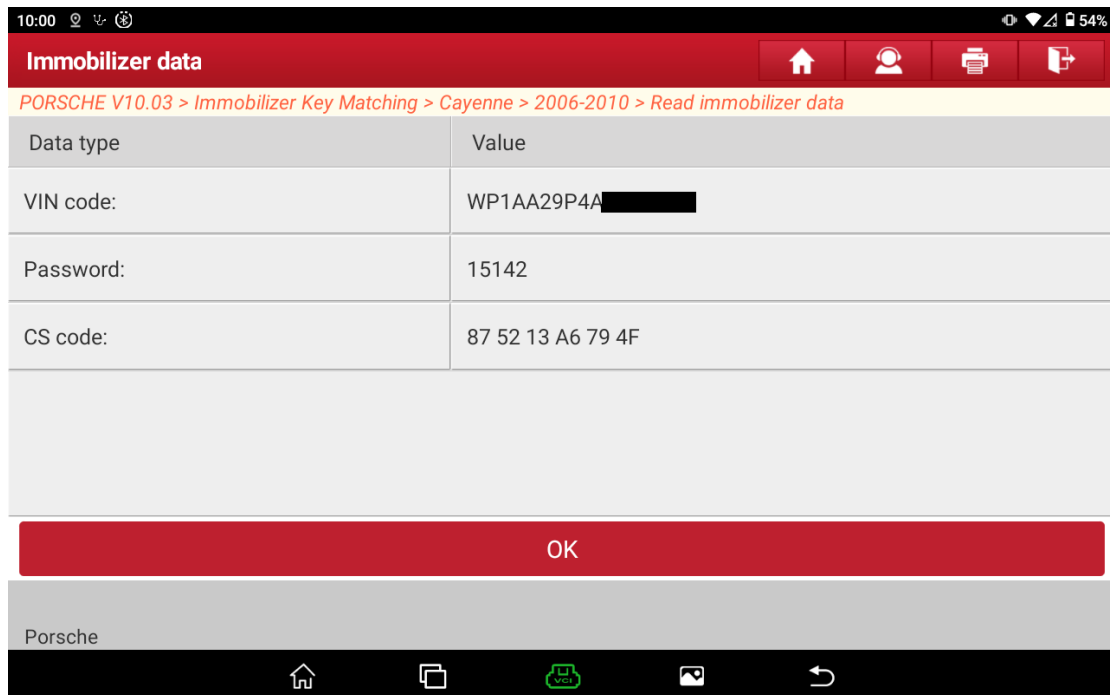 10:00 54%
Immobilizer data
PORSCHE V10.03 > Immobilizer Key Matching > Cayenne > 2006-2010 > Read immobilizer data
Data type Value
VIN code: WP1AA29P4A
Password: 15142
CS code: 87 52 13 A6 79 4F
OK
Porsche
VCI